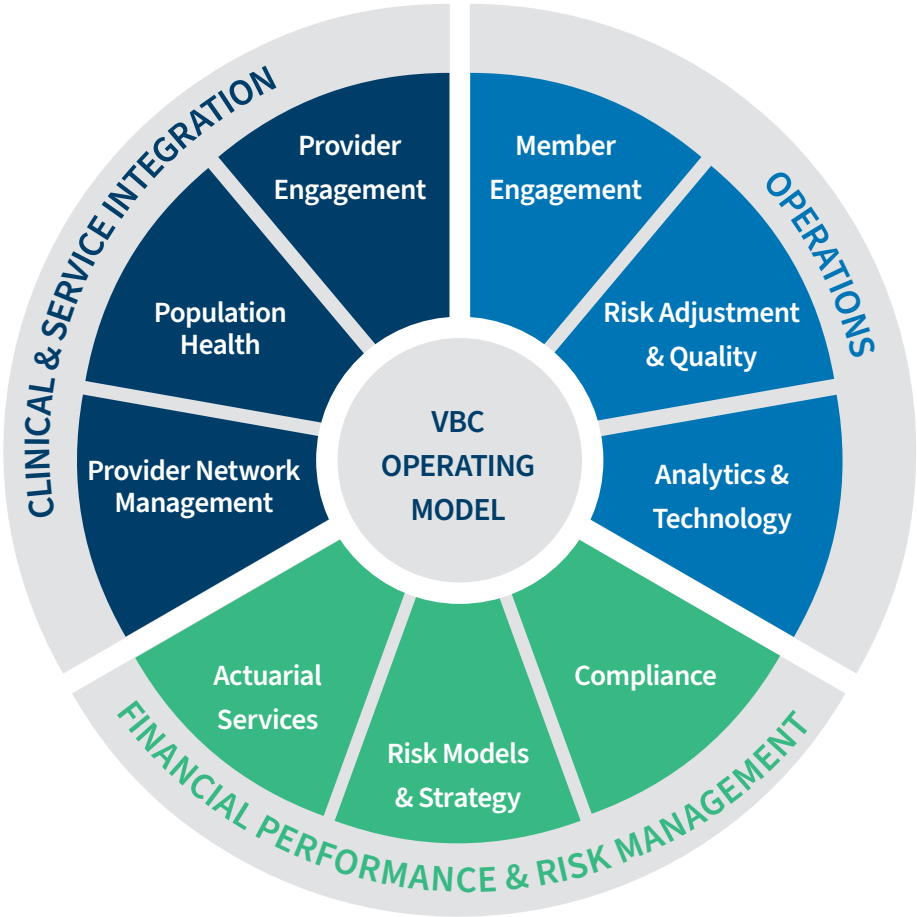 CLINICAL & SERVICE INTEGRATION
Provider
Engagement
Population
Health
Provider Network
Management
OPERATIONS
Member
Engagement
Risk Adjustment
& Quality
Analytics &
Technology
VBC
OPERATING
MODEL
FINANCIAL PERFORMANCE & RISK MANAGEMENT
Actuarial
Services
Risk Models
& Strategy
Compliance